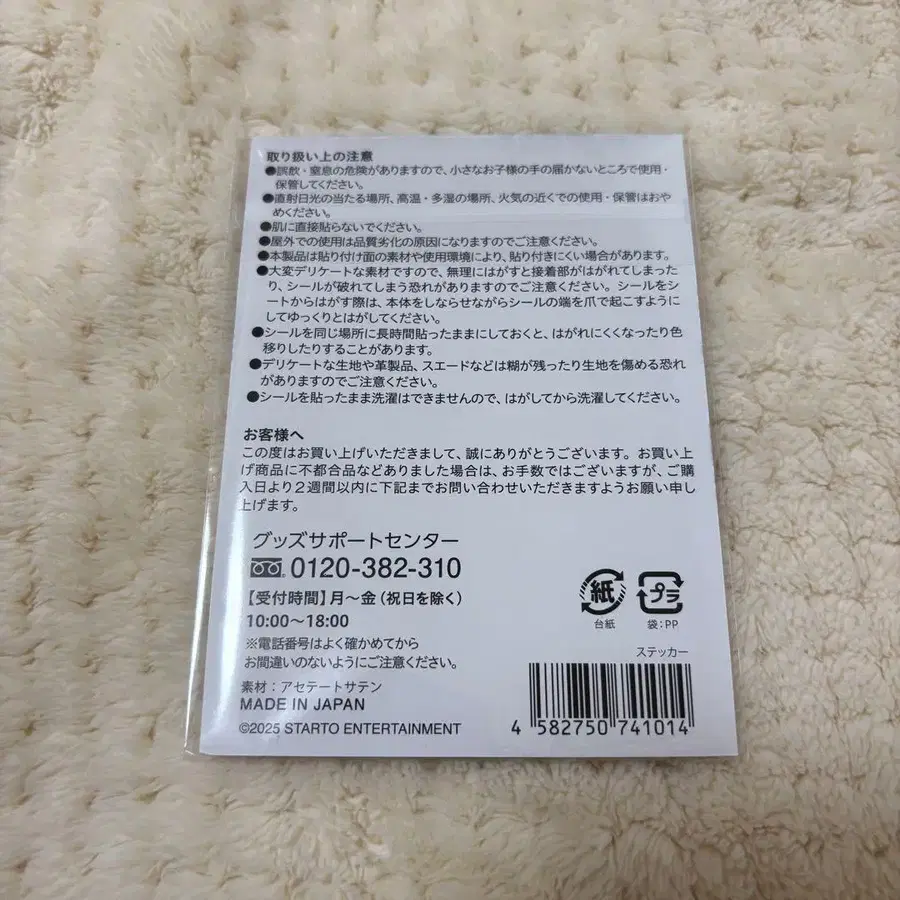 取り扱い上の注意
●誤飲・窒息の危険がありますので、小さなお子様の手の届かないところで使用・
保管してください。
●直射日光の当たる場所、高温・多湿の場所、火気の近くでの使用・保管はおや
めください。
●肌に直接貼らないでください。
●屋外での使用は品質劣化の原因になりますのでご注意ください。
●本製品は貼り付け面の素材や使用環境により、貼り付きにくい場合があります。
●大変デリケートな素材ですので、無理にはがすと接着部がはがれてしまった
り、シールが破れてしまう恐れがありますのでご注意ください。シールをシ
ートからはがす際は、本体をしならせながらシールの端を爪で起こすように
してゆっくりとはがしてください。
●シールを同じ場所に長時間貼ったままにしておくと、はがれにくくなったり色
移りしたりすることがあります。
●デリケートな生地や革製品、スエードなどは糊が残ったり生地を傷める恐れ
がありますのでご注意ください。
●シールを貼ったまま洗濯はできませんので、はがしてから洗濯してください。
お客様へ
この度はお買い上げいただきまして、誠にありがとうございます。お買い上
げ商品に不都合品などありました場合は、お手数ではございますが、ご購
入日より2週間以内に下記までお問い合わせいただきますようお願い申し
上げます。
グッズサポートセンター
0120-382-310
【受付時間】月〜金（祝日を除く）
10:00〜18:00
※電話番号はよく確かめてから
お間違いのないようにご注意ください。
素材：アセテートサテン
MADE IN JAPAN
©2025 STARTO ENTERTAINMENT
紙
台紙
プラ
袋：PP
ステッカー
4 582750 741014